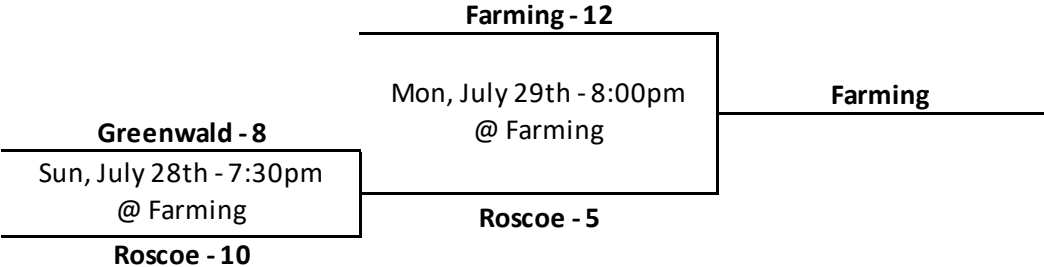 Farming - 12
Mon, July 29th - 8:00pm
@ Farming
Farming
Greenwald - 8
Sun, July 28th - 7:30pm
@ Farming
Roscoe - 5
Roscoe - 10